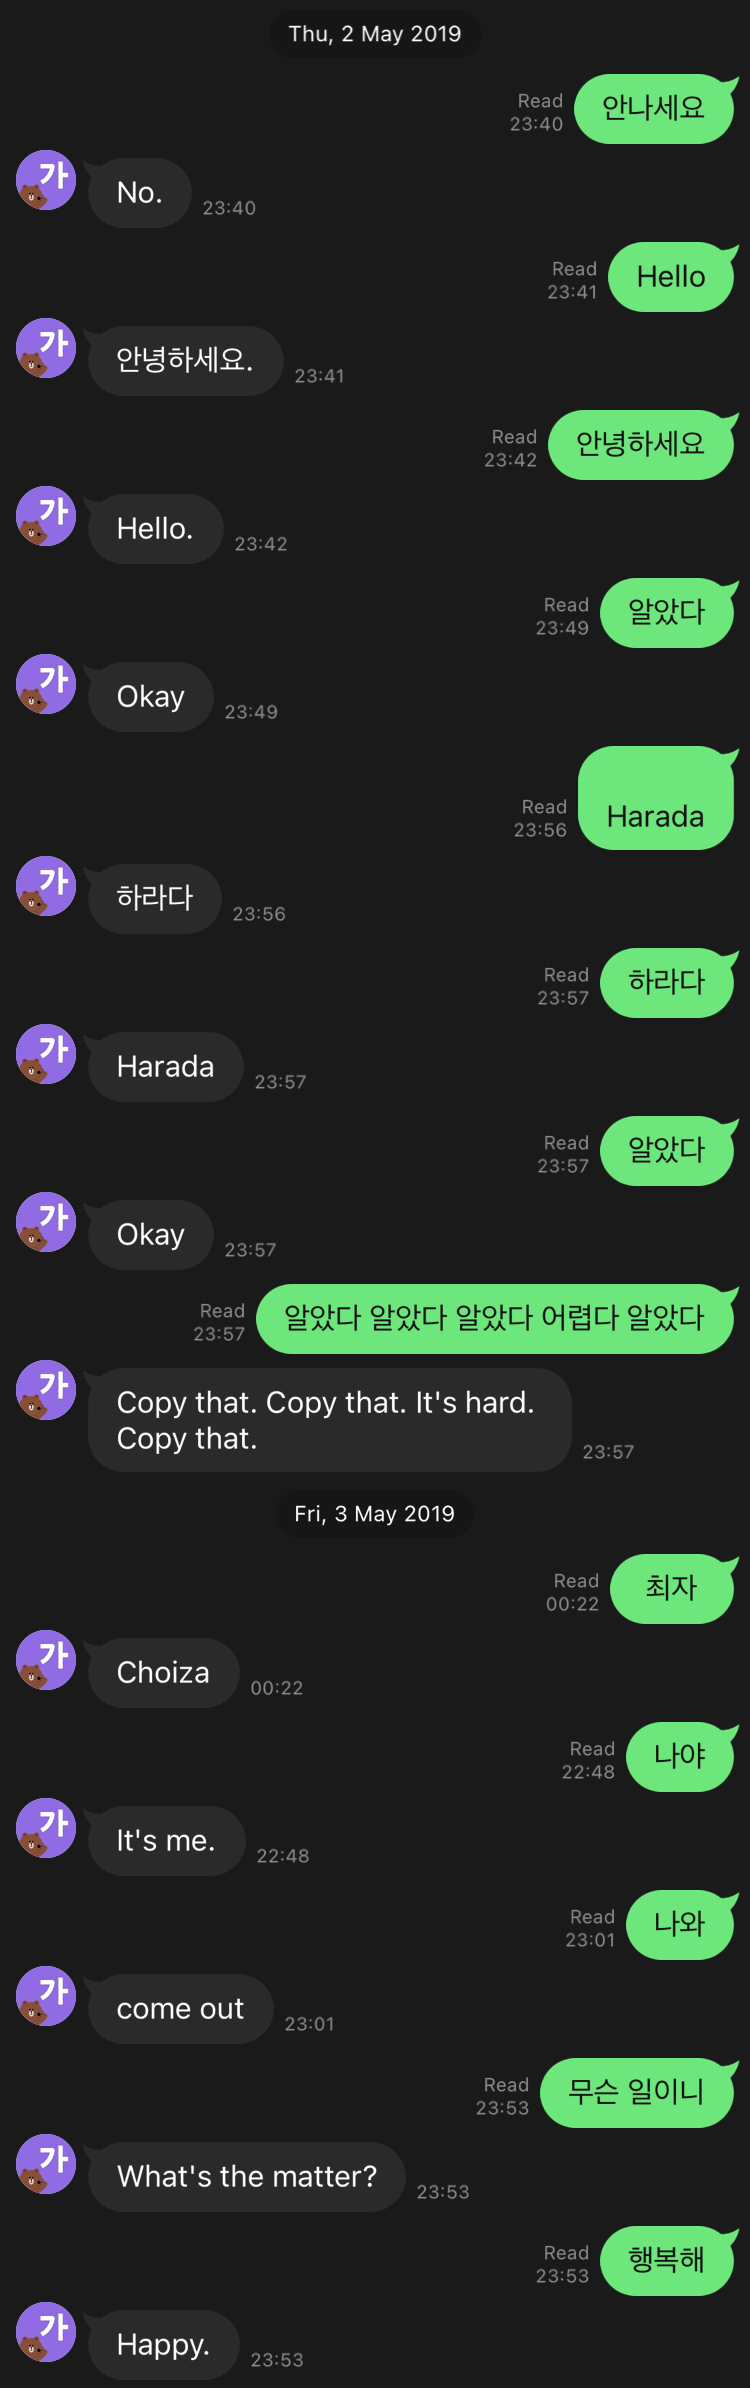 Thu, 2 May 2019
안나세요
Read
23:40
가
No.
23:40
Hello
Read
23:41
가
안녕하세요.
23:41
안녕하세요
Read
23:42
가
Hello.
23:42
알았다
Read
23:49
가
Okay
23:49
Harada
Read
23:56
가
하라다
23:56
하라다
Read
23:57
가
Harada
23:57
알았다
Read
23:57
가
Okay
23:57
알았다 알았다 알았다 어렵다 알았다
Read
23:57
가
Copy that. Copy that. It's hard.
Copy that.
23:57
Fri, 3 May 2019
최자
Read
00:22
가
Choiza
00:22
나야
Read
22:48
가
It's me.
22:48
나와
Read
23:01
가
come out
23:01
무슨 일이니
Read
23:53
가
What's the matter?
23:53
행복해
Read
23:53
가
Happy.
23:53